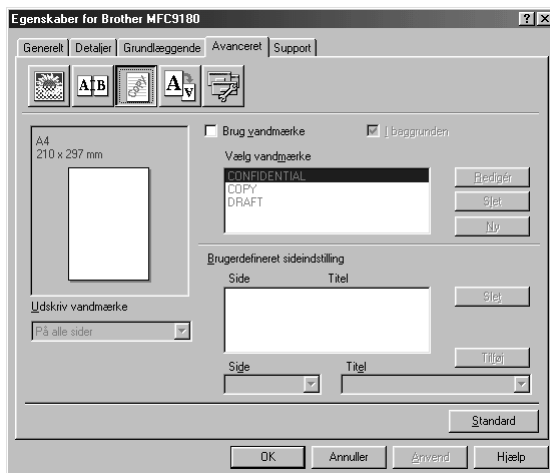 Egenskaber for Brother MFC9180
Generelt Detaljer Grundlæggende Avanceret Support
A B COPY A A
A4
210 x 297 mm
Brug vandmærke I baggrunden
Vælg vandmærke
CONFIDENTIAL
COPY
DRAFT
Redigér
Slet
Ny
Udskriv vandmærke
På alle sider
Brugerdefineret sideindstilling
Side Titel
Slet
Tilføj
Side Titel
Standard
OK Annuller Anvend Hjælp